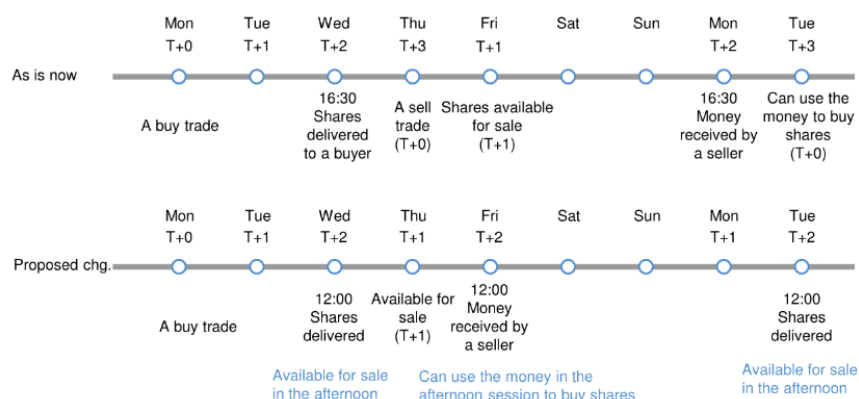 Mon Tue Wed Thu Fri Sat Sun Mon Tue
T+0 T+1 T+2 T+3 T+1 T+2 T+3
As is now
A buy trade
16:30
Shares
delivered
to a buyer
A sell
trade
(T+0)
Shares available
for sale
(T+1)
16:30
Money
received by
a seller
Can use the
money to buy
shares
(T+0)
Mon Tue Wed Thu Fri Sat Sun Mon Tue
T+0 T+1 T+2 T+1 T+2 T+1 T+2
Proposed chg.
A buy trade
12:00
Shares
delivered
Available for
sale
(T+1)
12:00
Money
received by
a seller
12:00
Shares
delivered
Available for sale
in the afternoon
Can use the money in the
afternoon session to buy shares
Available for sale
in the afternoon